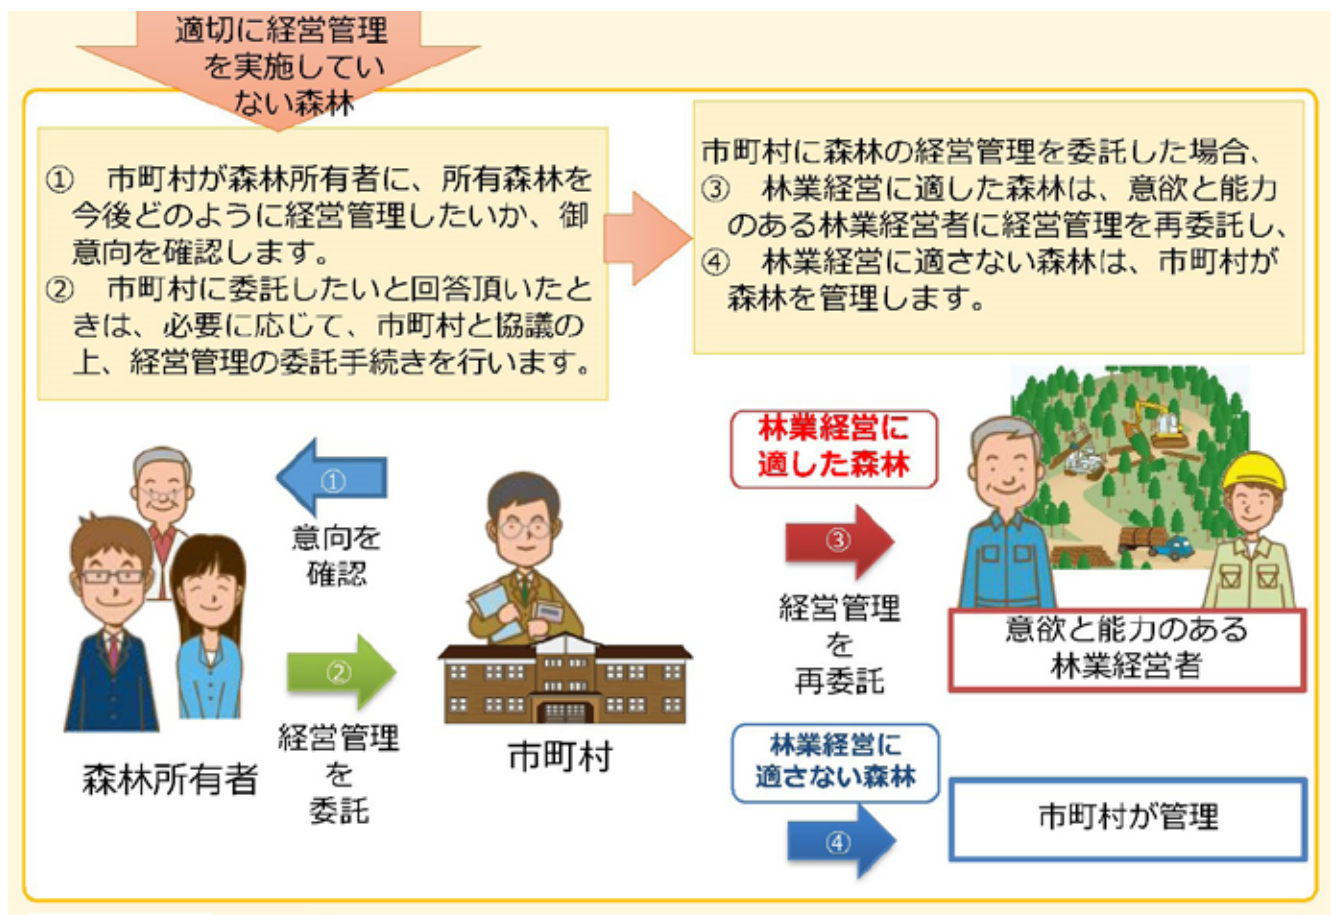 適切に経営管理
を実施してい
ない森林
① 市町村が森林所有者に、所有森林を
今後どのように経営管理したいか、御
意向を確認します。
② 市町村に委託したいと回答頂いたと
きは、必要に応じて、市町村と協議の
上、経営管理の委託手続きを行います。
市町村に森林の経営管理を委託した場合、
③ 林業経営に適した森林は、意欲と能力
のある林業経営者に経営管理を再委託し、
④ 林業経営に適さない森林は、市町村が
森林を管理します。
①
意向を
確認
②
経営管理
を
委託
森林所有者
市町村
林業経営に
適した森林
③
経営管理
を
再委託
意欲と能力のある
林業経営者
林業経営に
適さない森林
④
市町村が管理